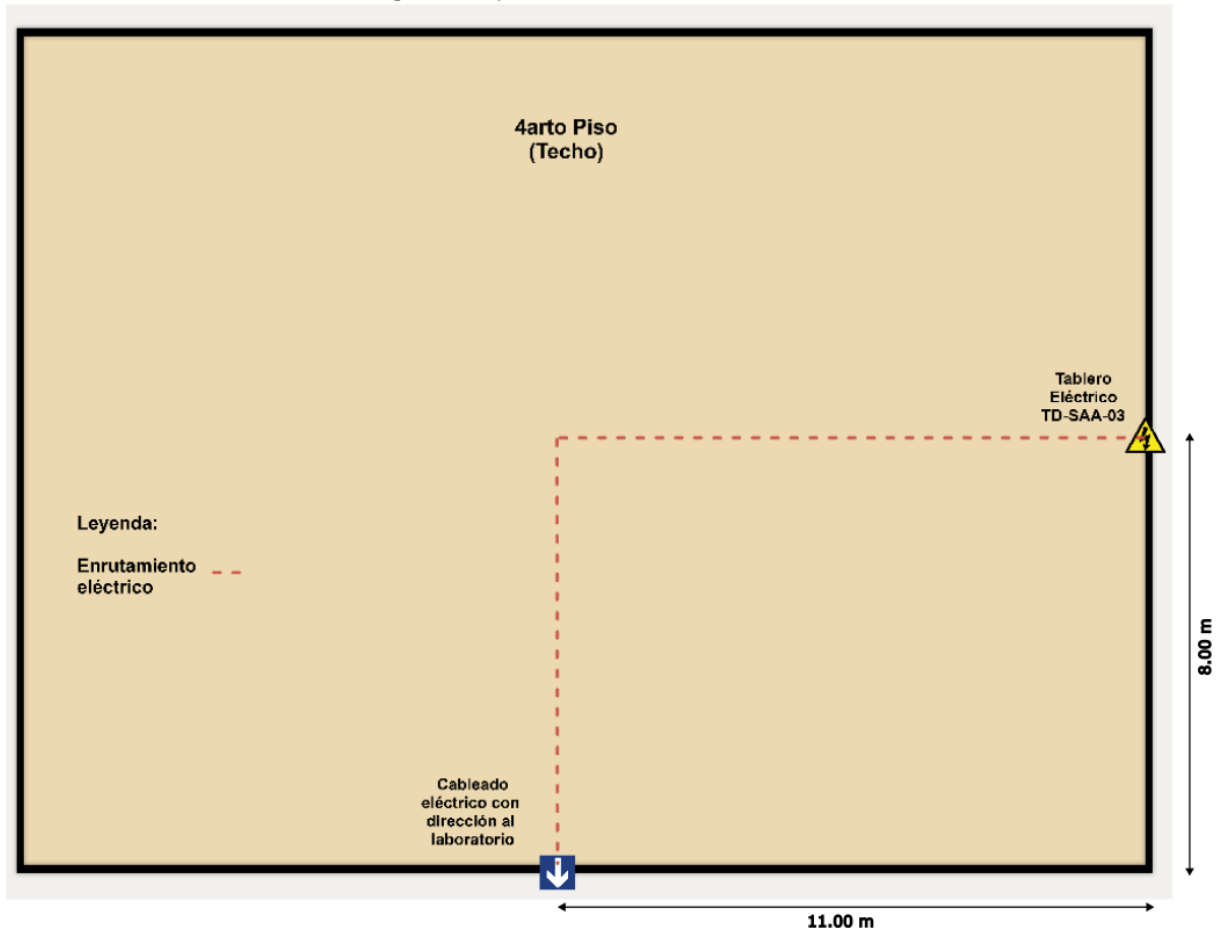 4arto Piso
(Techo)
Tablero
Eléctrico
TD-SAA-03
Leyenda:
Enrutamiento
eléctrico
8.00 m
Cableado
eléctrico con
dirección al
laboratorio
11.00 m